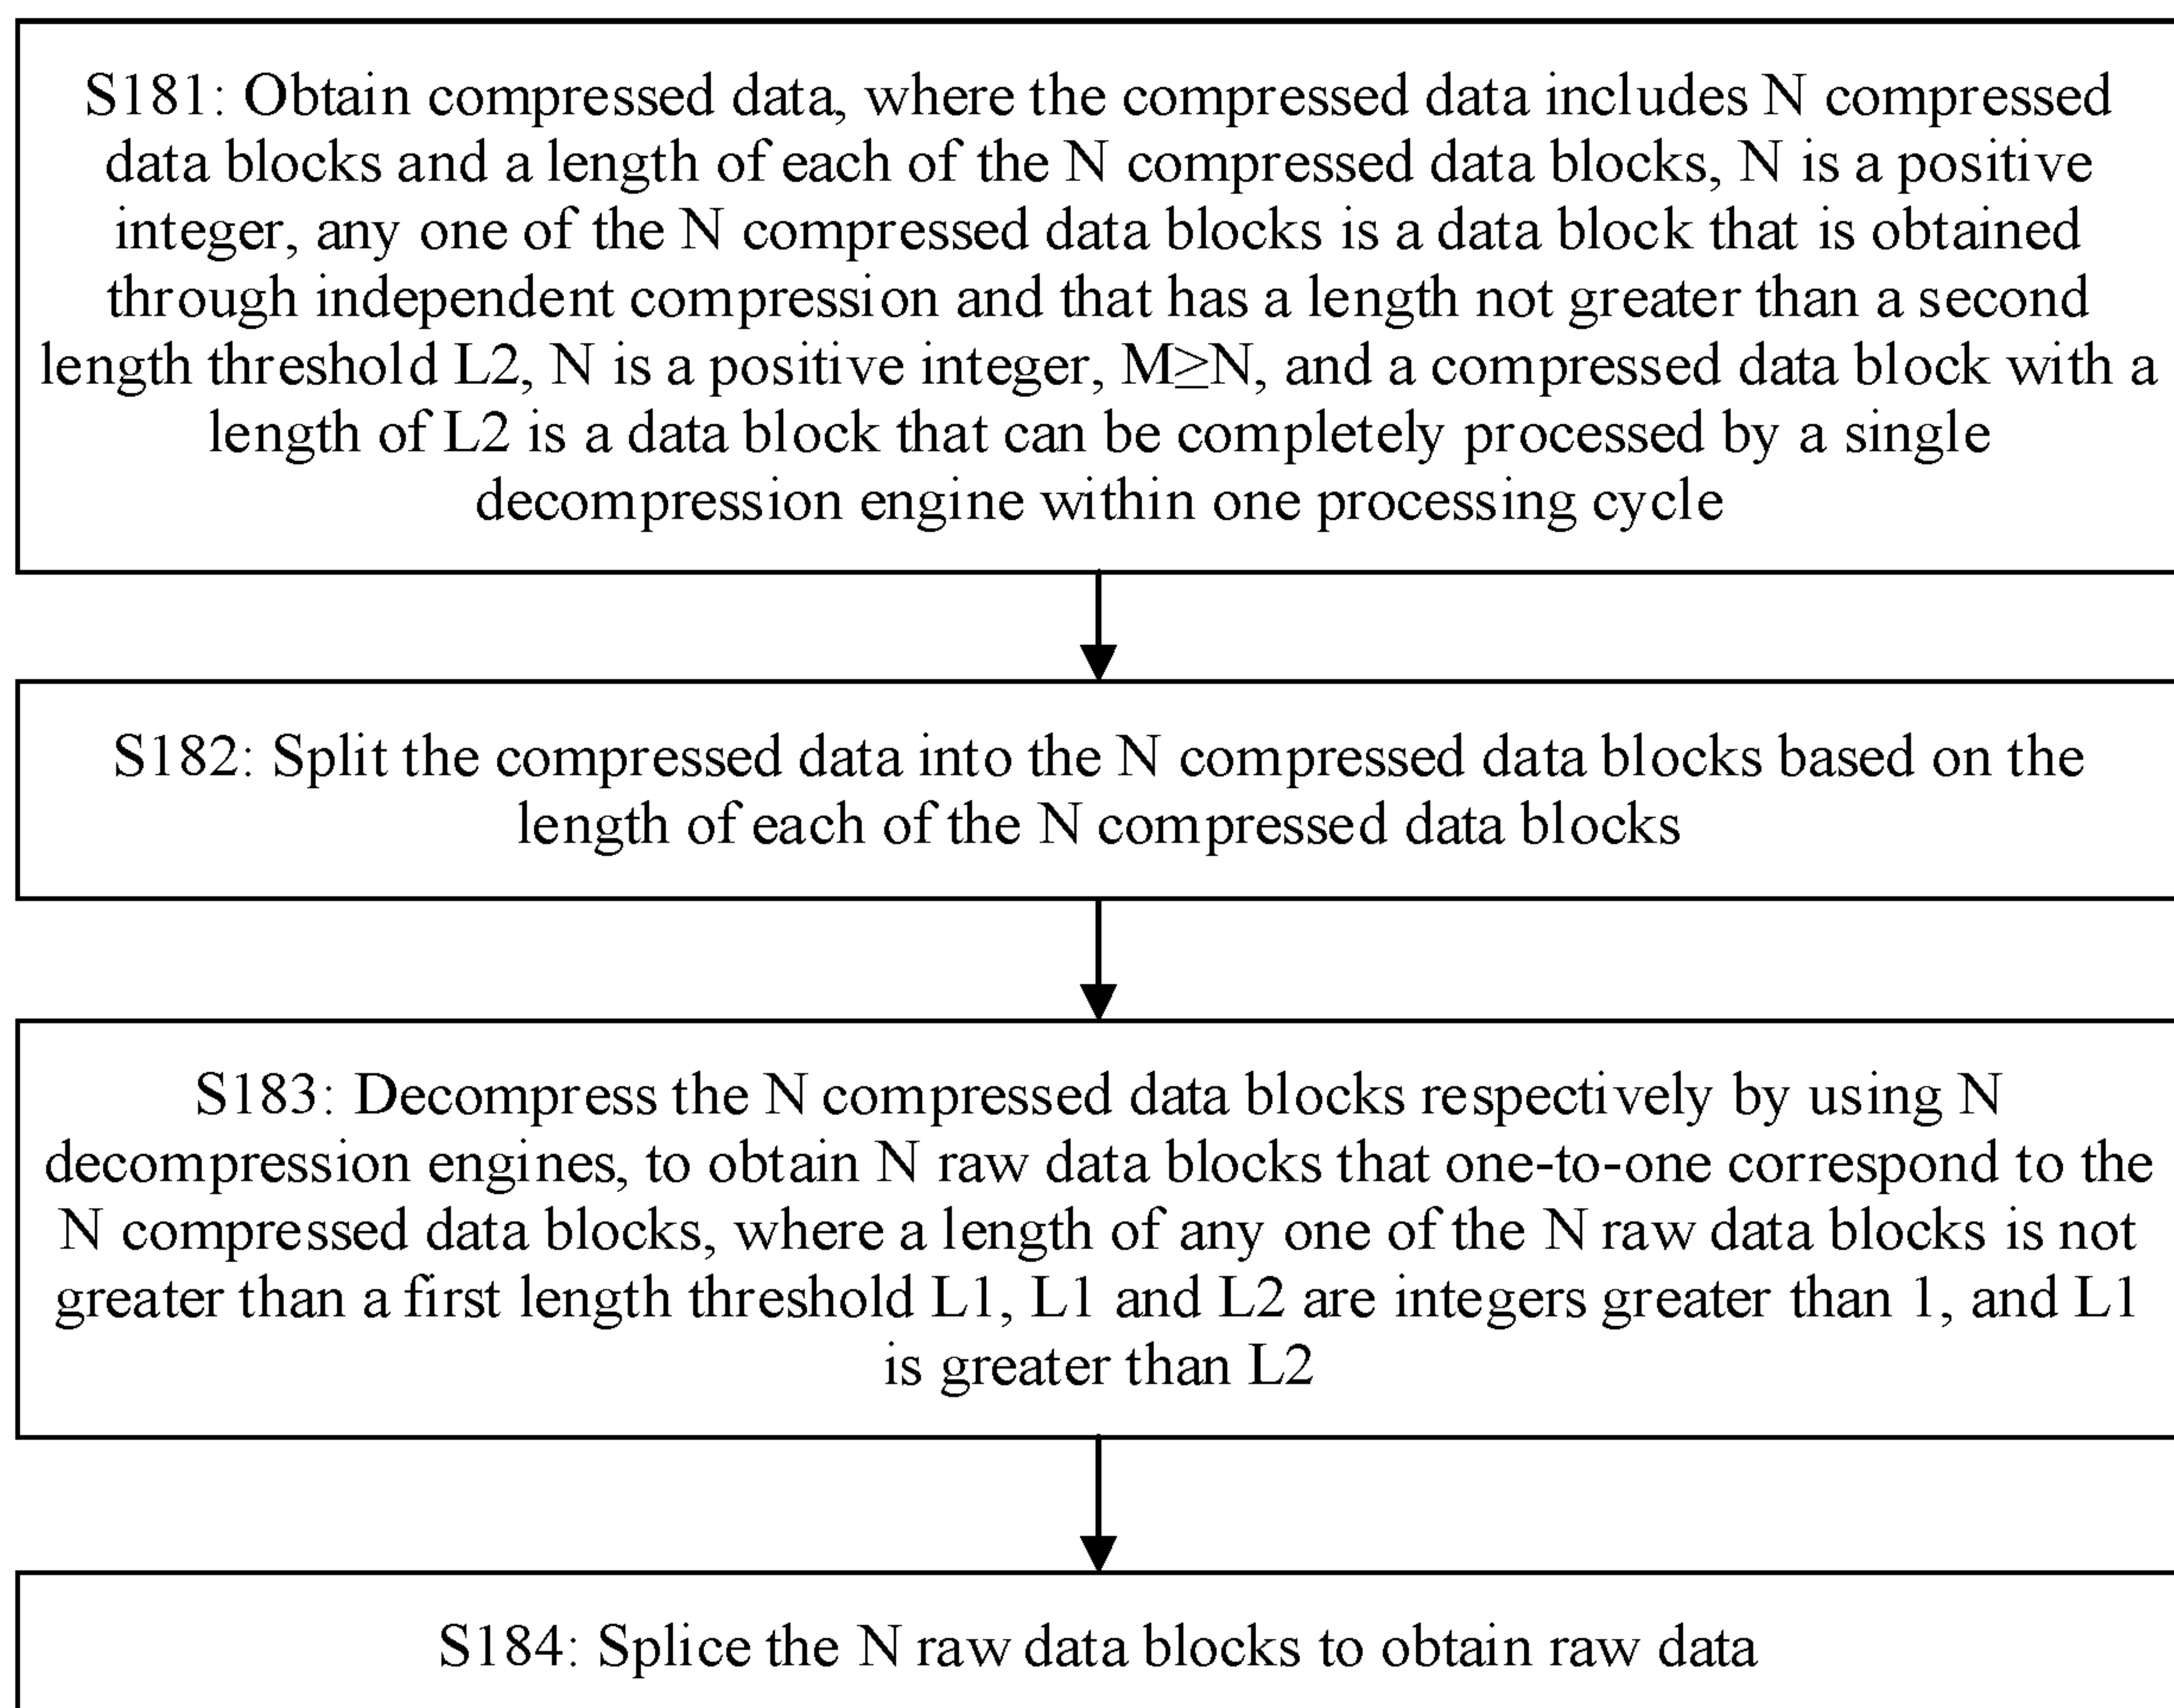 S181: Obtain compressed data, where the compressed data includes N compressed
data blocks and a length of each of the N compressed data blocks, N is a positive
integer, any one of the N compressed data blocks is a data block that is obtained
through independent compression and that has a length not greater than a second
length threshold L2, N is a positive integer, M≥N, and a compressed data block with a
length of L2 is a data block that can be completely processed by a single
decompression engine within one processing cycle
S182: Split the compressed data into the N compressed data blocks based on the
length of each of the N compressed data blocks
S183: Decompress the N compressed data blocks respectively by using N
decompression engines, to obtain N raw data blocks that one-to-one correspond to the
N compressed data blocks, where a length of any one of the N raw data blocks is not
greater than a first length threshold L1, L1 and L2 are integers greater than 1, and L1
is greater than L2
S184: Splice the N raw data blocks to obtain raw data